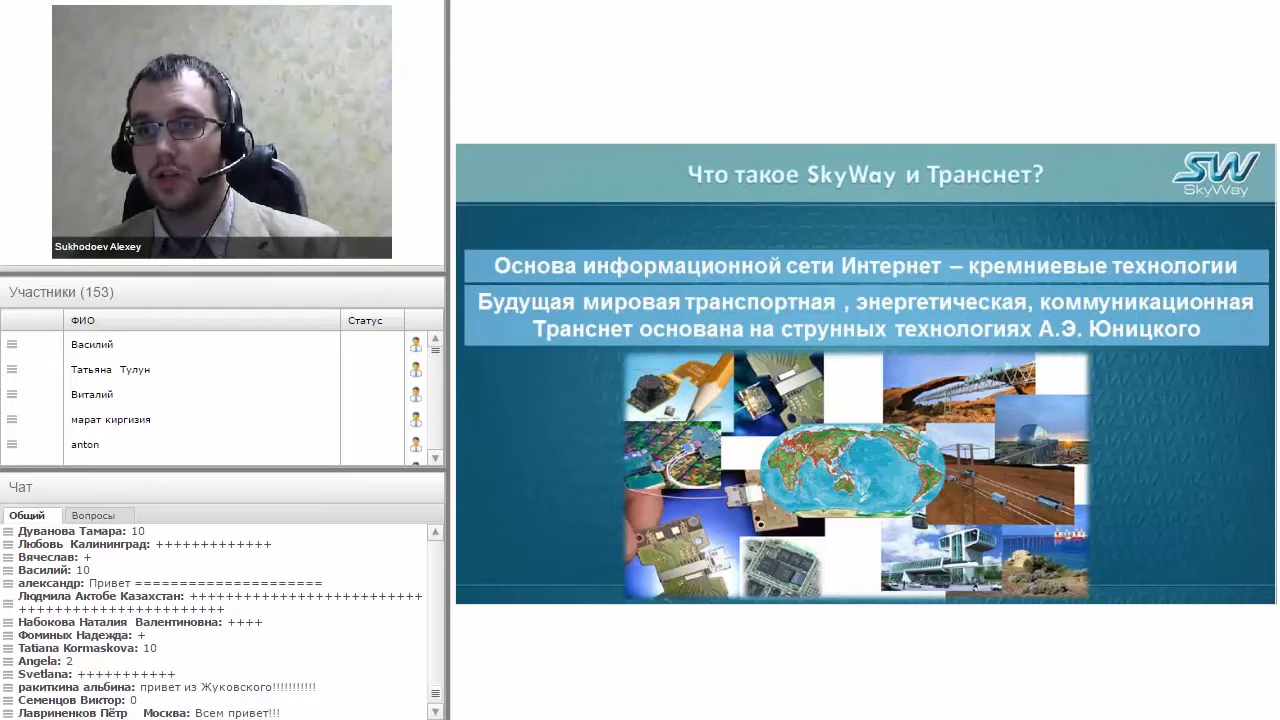 Sukhodoev Alexey
Участники (153)
ФИО
Статус
Василий
Татьяна Тулун
Виталий
марат киргизия
anton
Чат
Общий
Вопросы
Дуванова Тамара: 10
Любовь Калининград: +++++++++++++
Вячеслав: +
Василий: 10
александр: Привет =====================
Людмила Актобе Казахстан: ++++++++++++++++++++++++++
+++++++++++++++++++++++
Набокова Наталия Валентиновна: ++++
Фоминых Надежда: +
Tatiana Kormaskova: 10
Angela: 2
Svetlana: +++++++++++
ракиткина альбина: привет из Жуковского!!!!!!!!!!!
Семенцов Виктор: 0
Лавриненков Пётр Москва: Всем привет!!!
Что такое SkyWay и Транснет?
SW
SkyWay
Основа информационной сети Интернет – кремниевые технологии
Будущая мировая транспортная , энергетическая, коммуникационная
Транснет основана на струнных технологиях А.Э. Юницкого